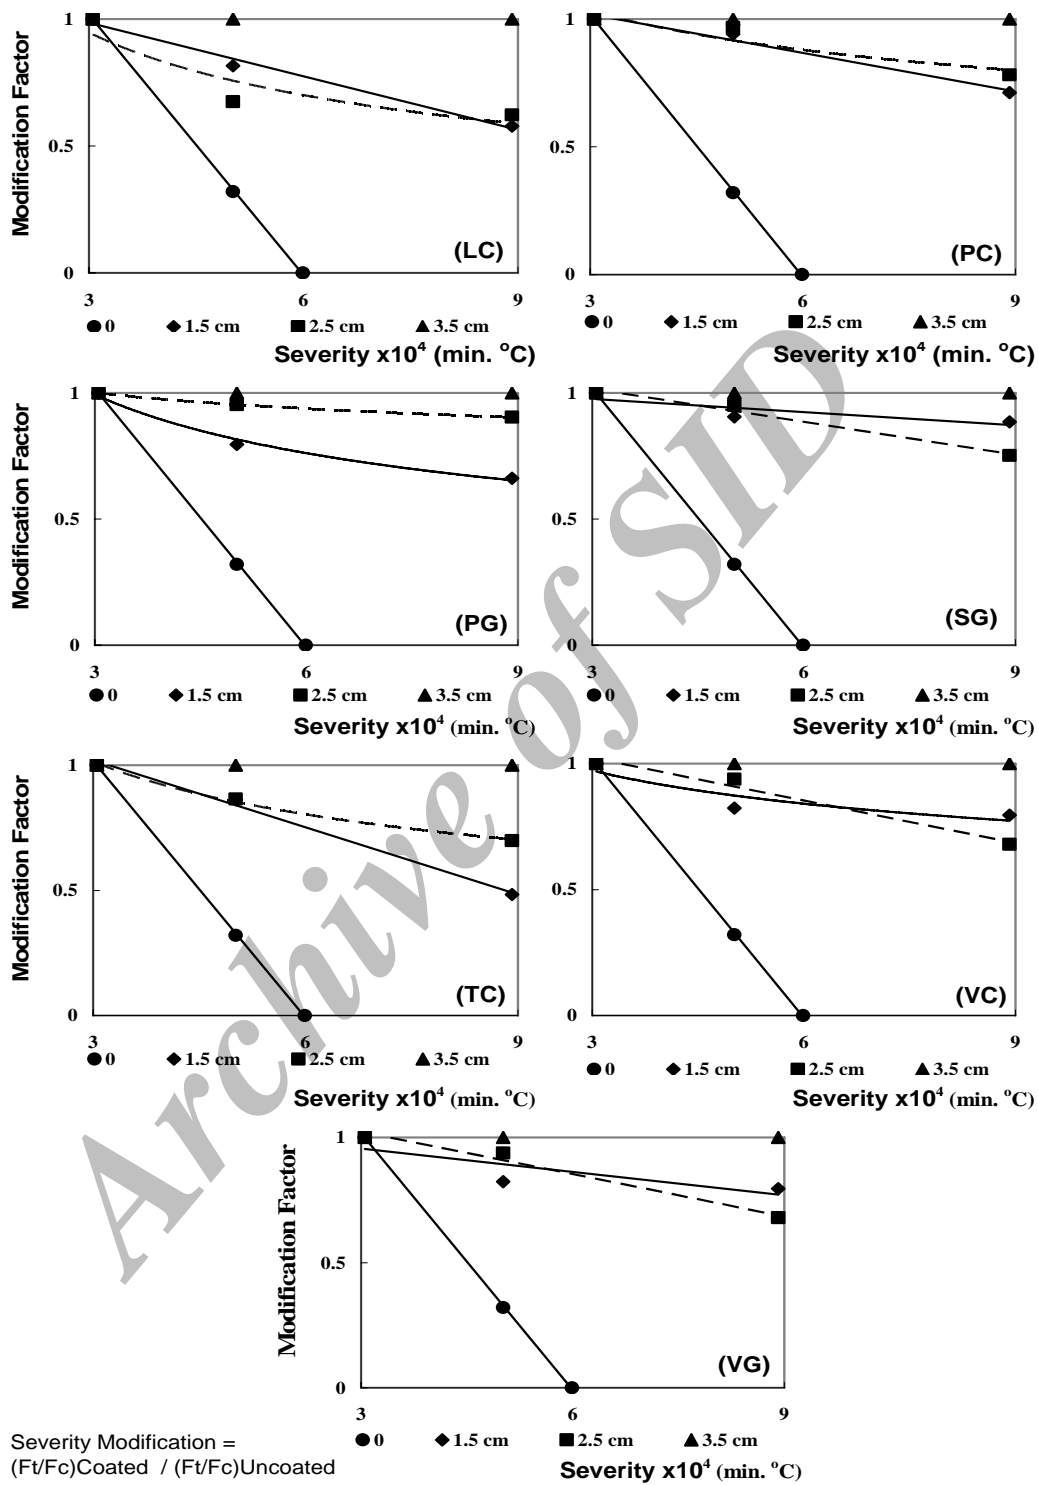 1
0.5
0
Modification Factor
(LC)
3 6 9
0 1.5 cm 2.5 cm 3.5 cm
Severity x10⁴ (min. °C)
1
0.5
0
(PC)
3 6 9
0 1.5 cm 2.5 cm 3.5 cm
Severity x10⁴ (min. °C)
1
0.5
0
Modification Factor
(PG)
3 6 9
0 1.5 cm 2.5 cm 3.5 cm
Severity x10⁴ (min. °C)
1
0.5
0
(SG)
3 6 9
0 1.5 cm 2.5 cm 3.5 cm
Severity x10⁴ (min. °C)
1
0.5
0
Modification Factor
(TC)
3 6 9
0 1.5 cm 2.5 cm 3.5 cm
Severity x10⁴ (min. °C)
1
0.5
0
(VC)
3 6 9
0 1.5 cm 2.5 cm 3.5 cm
Severity x10⁴ (min. °C)
1
0.5
0
Modification Factor
(VG)
3 6 9
0 1.5 cm 2.5 cm 3.5 cm
Severity x10⁴ (min. °C)
Severity Modification =
(Ft/Fc)Coated / (Ft/Fc)Uncoated
Archive of SID